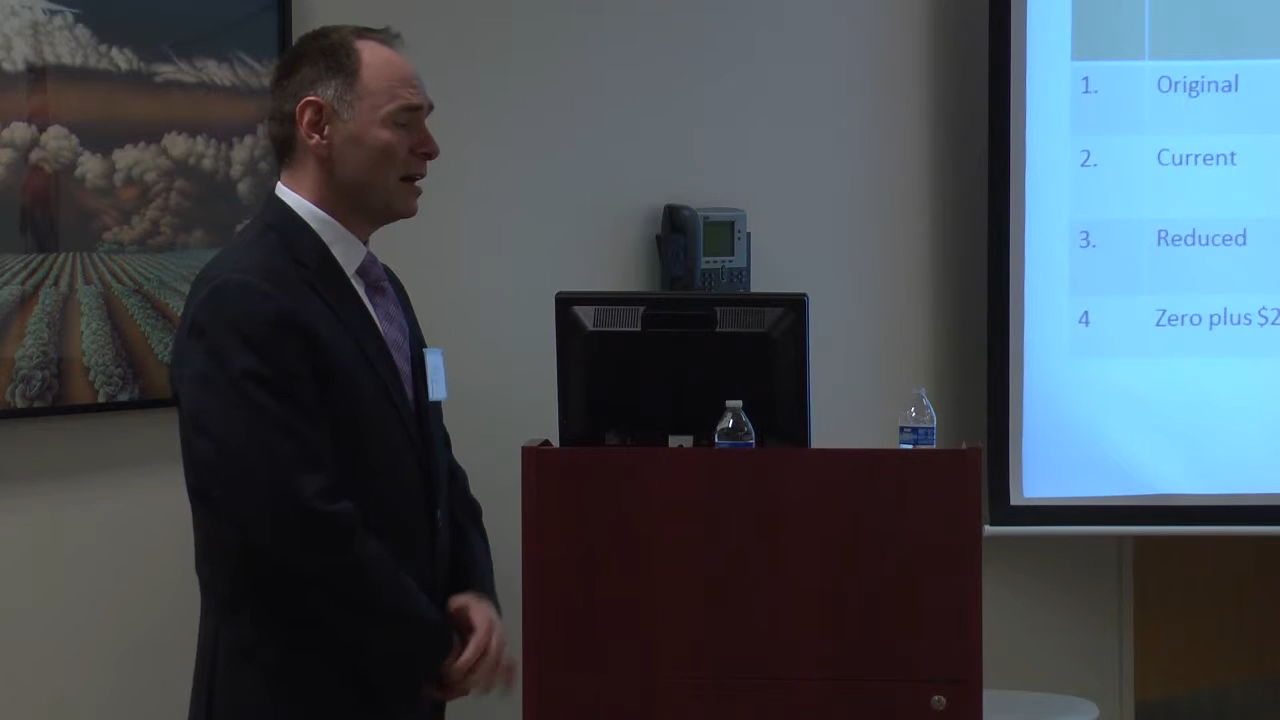 1. Original
2. Current
3. Reduced
4 Zero plus $2